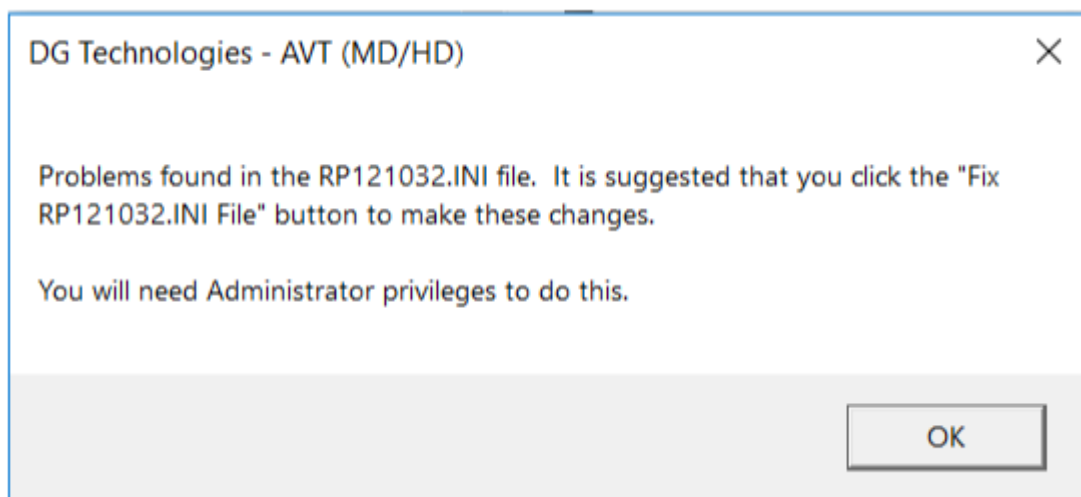 DG Technologies - AVT (MD/HD)
Problems found in the RP121032.INI file.  It is suggested that you click the "Fix
RP121032.INI File" button to make these changes.
You will need Administrator privileges to do this.
OK